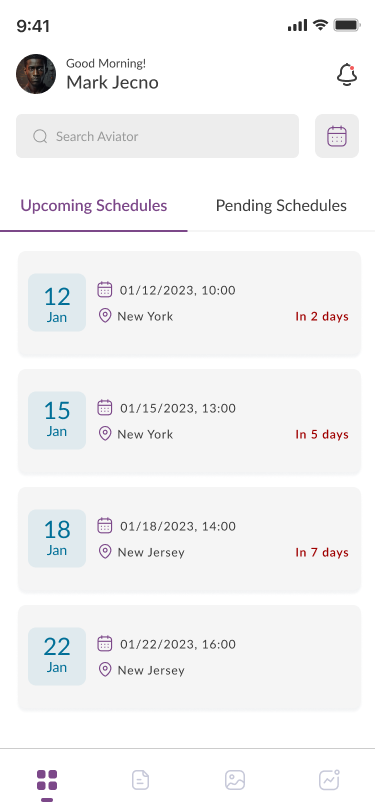 9:41
Good Morning!
Mark Jecno
Search Aviator
Upcoming Schedules
Pending Schedules
12
Jan
01/12/2023, 10:00
New York
In 2 days
15
Jan
01/15/2023, 13:00
New York
In 5 days
18
Jan
01/18/2023, 14:00
New Jersey
In 7 days
22
Jan
01/22/2023, 16:00
New Jersey